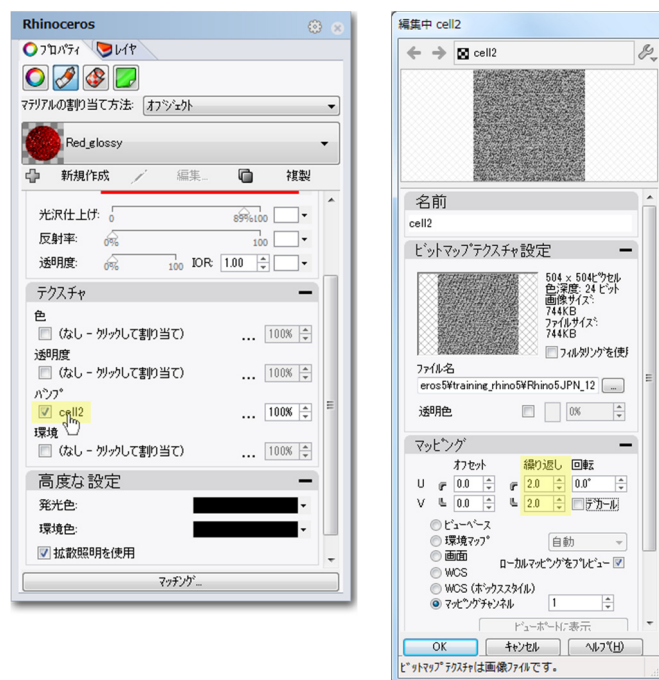 Rhinoceros
プロパティ レイヤ
マテリアルの割り当て方法: オブジェクト
Red_glossy
新規作成 編集... 複製
光沢仕上げ: 0 89% 100
反射率: 0% 100
透明度: 0% 100 IOR: 1.00
テクスチャ
色
(なし - クリックして割り当て) ... 100%
透明度
(なし - クリックして割り当て) ... 100%
バンプ
cell2 ... 100%
環境
(なし - クリックして割り当て) ... 100%
高度な設定
発光色:
環境色:
拡散照明を使用
マッチング...
編集中 cell2
cell2
名前
cell2
ビットマップテクスチャ設定
504 x 504ピクセル
色深度: 24 ビット
画像サイズ:
744KB
ファイルサイズ:
744KB
フィルタリングを使用
ファイル名
eros5¥training_rhino5¥Rhino5JPN_12 ...
透明色 0%
マッピング
オフセット 繰り返し 回転
U 0.0 2.0 0.0°
V 0.0 2.0 デカール
ビューベース
環境マップ 自動
画面 ローカルマッピングをプレビュー
WCS
WCS (ボックススタイル)
マッピングチャンネル 1
ビューポートに表示
OK キャンセル ヘルプ(H)
ビットマップ テクスチャは画像ファイルです。